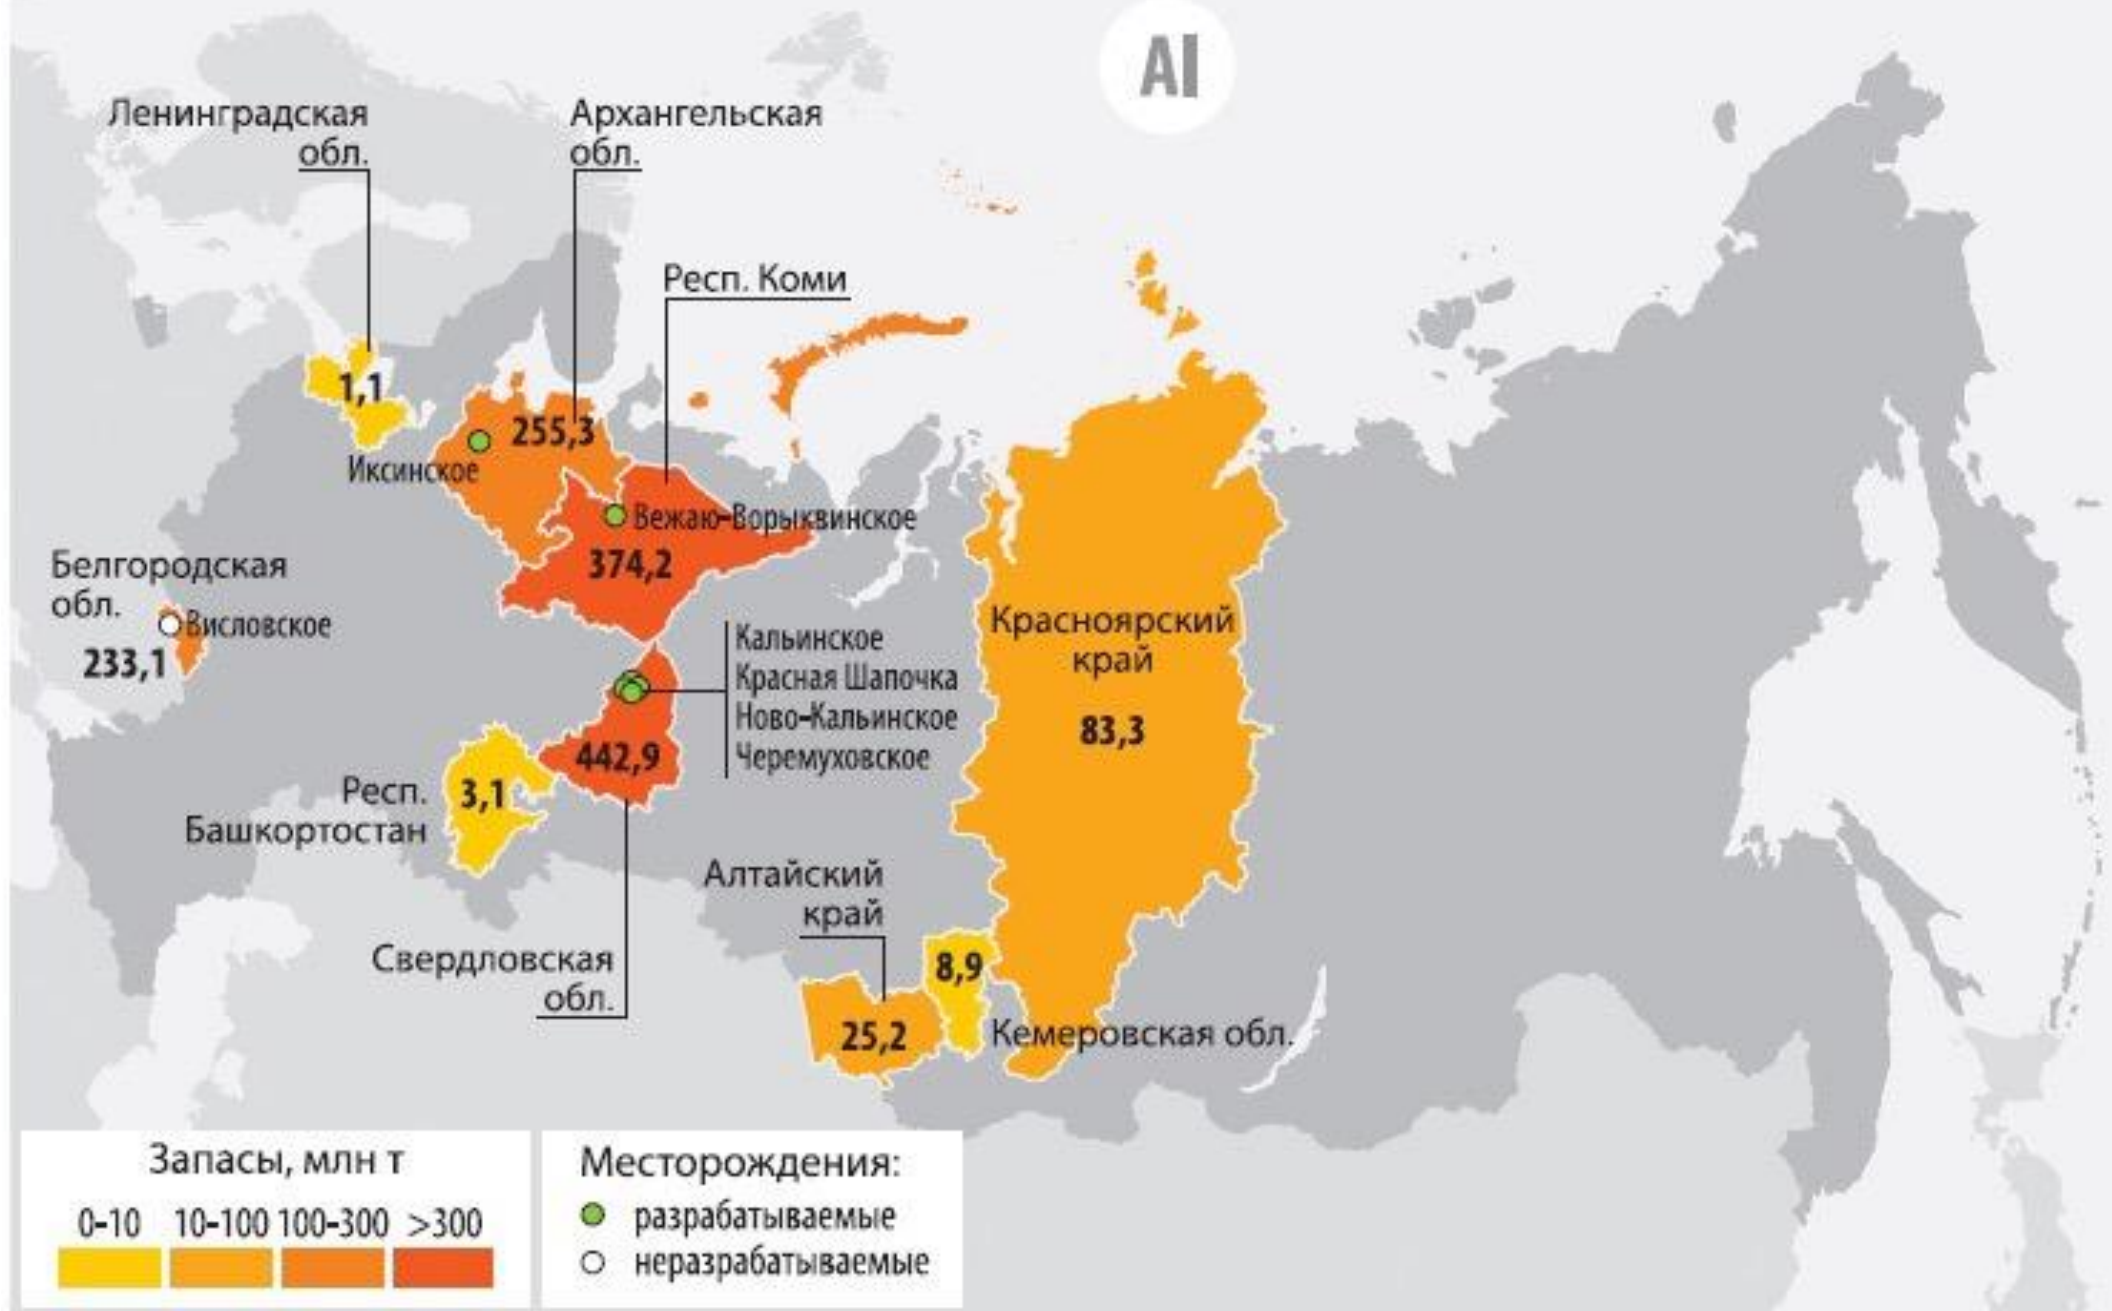 Al
Ленинградская
обл.
Архангельская
обл.
Респ. Коми
1,1
255,3
Иксинское
Вежаю-Ворыквинское
374,2
Белгородская
обл.
Висловское
233,1
Кальинское
Красная Шапочка
Ново-Кальинское
Черемуховское
Красноярский
край
83,3
442,9
3,1
Респ.
Башкортостан
Алтайский
край
Свердловская
обл.
8,9
25,2
Кемеровская обл.
Запасы, млн т
0-10 10-100 100-300 >300
Месторождения:
разрабатываемые
неразрабатываемые